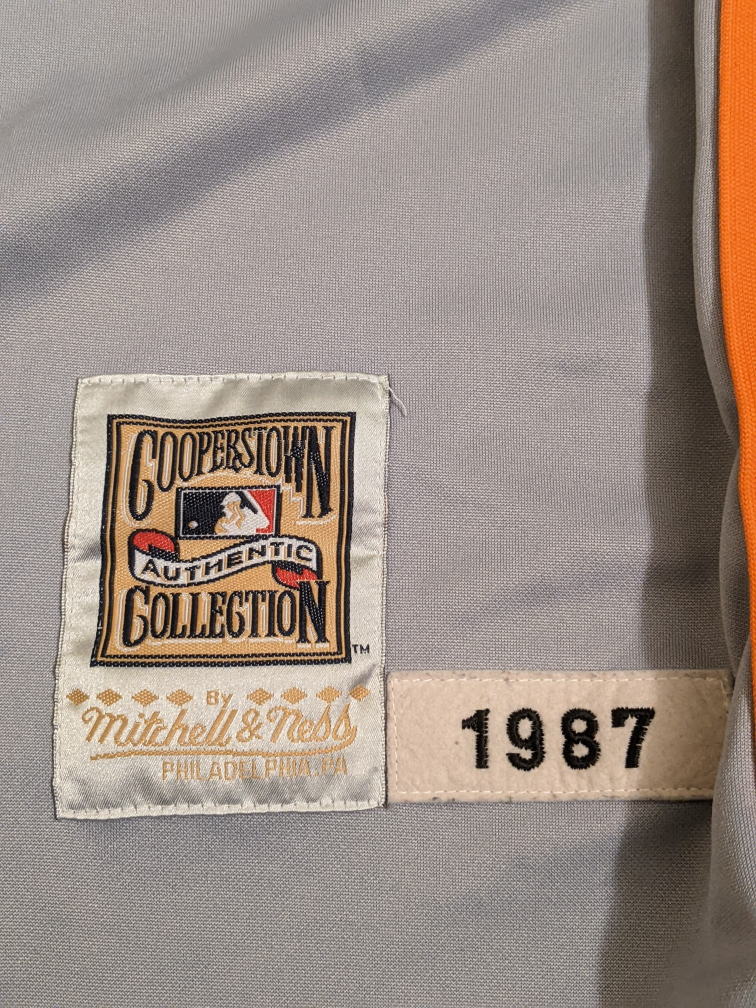 COOPERSTOWN
AUTHENTIC
COLLECTION
TM
By
Mitchell & Ness
PHILADELPHIA, PA
1987